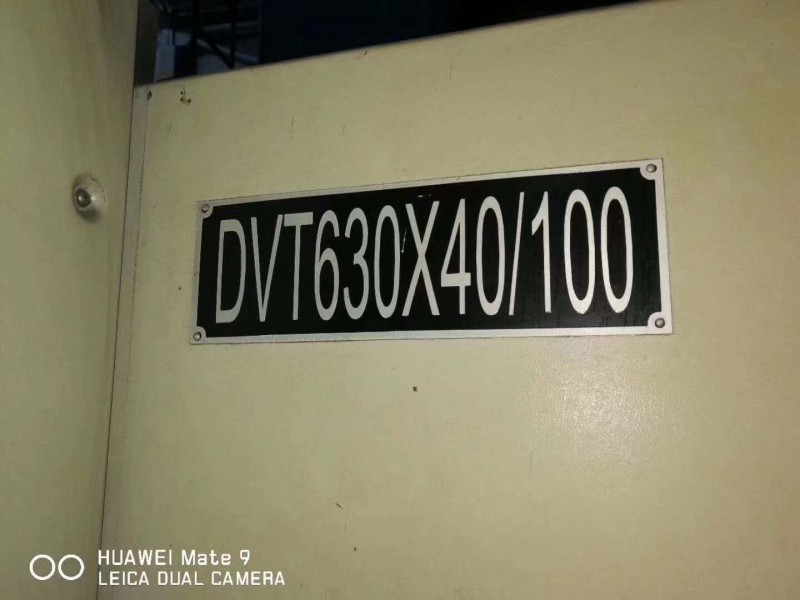 DVT630X40/100
HUAWEI Mate 9
LEICA DUAL CAMERA